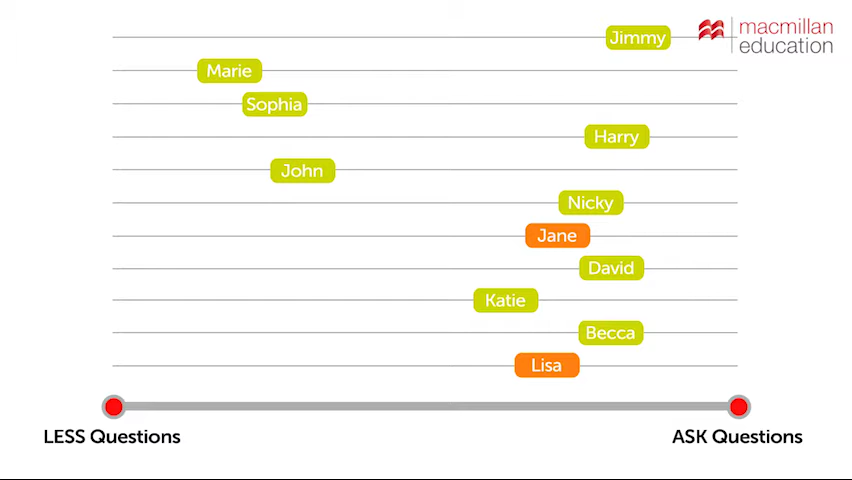 Jimmy
macmillan
education
Marie
Sophia
Harry
John
Nicky
Jane
David
Katie
Becca
Lisa
LESS Questions
ASK Questions